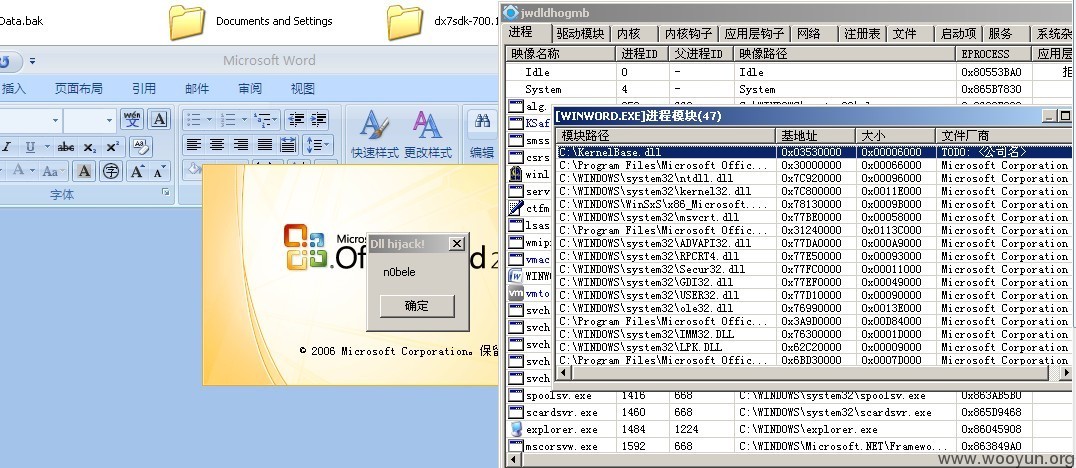 Data.bak
Documents and Settings
dx7sdk-700.1
Microsoft Word
插入 页面布局 引用 邮件 审阅 视图
字体
快速样式 更改样式 编辑
Dll hijack!
n0bele
确定
© 2006 Microsoft Corporation。保留
jwdldhogmb
进程 驱动模块 内核 内核钩子 应用层钩子 网络 注册表 文件 启动项 服务 系统杂
映像名称 进程ID 父进程ID 映像路径 EPROCESS 应用层
Idle 0 - Idle 0x80553BA0 拒
System 4 - System 0x865B7830
[WINWORD.EXE]进程模块(47)
模块路径 基地址 大小 文件厂商
C:\KernelBase.dll 0x03530000 0x00006000 TODO: <公司名>
C:\Program Files\Microsoft Offic... 0x30000000 0x00066000 Microsoft Corporation
C:\WINDOWS\system32\ntdll.dll 0x7C920000 0x00096000 Microsoft Corporation
C:\WINDOWS\system32\kernel32.dll 0x7C800000 0x0011E000 Microsoft Corporation
C:\WINDOWS\WinSxS\x86_Microsoft.... 0x78130000 0x0009B000 Microsoft Corporation
C:\WINDOWS\system32\msvcrt.dll 0x77BE0000 0x00058000 Microsoft Corporation
C:\Program Files\Microsoft Offic... 0x31240000 0x0113C000 Microsoft Corporation
C:\WINDOWS\system32\ADVAPI32.dll 0x77DA0000 0x000A9000 Microsoft Corporation
C:\WINDOWS\system32\RPCRT4.dll 0x77E50000 0x00093000 Microsoft Corporation
C:\WINDOWS\system32\Secur32.dll 0x77FC0000 0x00011000 Microsoft Corporation
C:\WINDOWS\system32\GDI32.dll 0x77EF0000 0x00049000 Microsoft Corporation
C:\WINDOWS\system32\USER32.dll 0x77D10000 0x00090000 Microsoft Corporation
C:\WINDOWS\system32\ole32.dll 0x76990000 0x0013E000 Microsoft Corporation
C:\Program Files\Microsoft Offic... 0x3A9D0000 0x00D84000 Microsoft Corporation
C:\WINDOWS\system32\IMM32.DLL 0x76300000 0x0001D000 Microsoft Corporation
C:\WINDOWS\system32\LPK.DLL 0x62C20000 0x00009000 Microsoft Corporation
C:\Program Files\Microsoft Offic... 0x6BD30000 0x0007D000 Microsoft Corporation
alg.
KSaf
smss
csrs
winl
serv
ctfm
lsas
wmip
vmac
WINW
vmto
svch
svch
svch
svch
svch
spoolsv.exe 1416 668 C:\WINDOWS\system32\spoolsv.exe 0x863AB5B0
scardsvr.exe 1460 668 C:\WINDOWS\system32\scardsvr.exe 0x865D9468
explorer.exe 1484 1224 C:\WINDOWS\explorer.exe 0x86045908
mscorsvw.exe 1592 668 C:\WINDOWS\Microsoft.NET\Framewo... 0x863849A0
www.wooyun.org